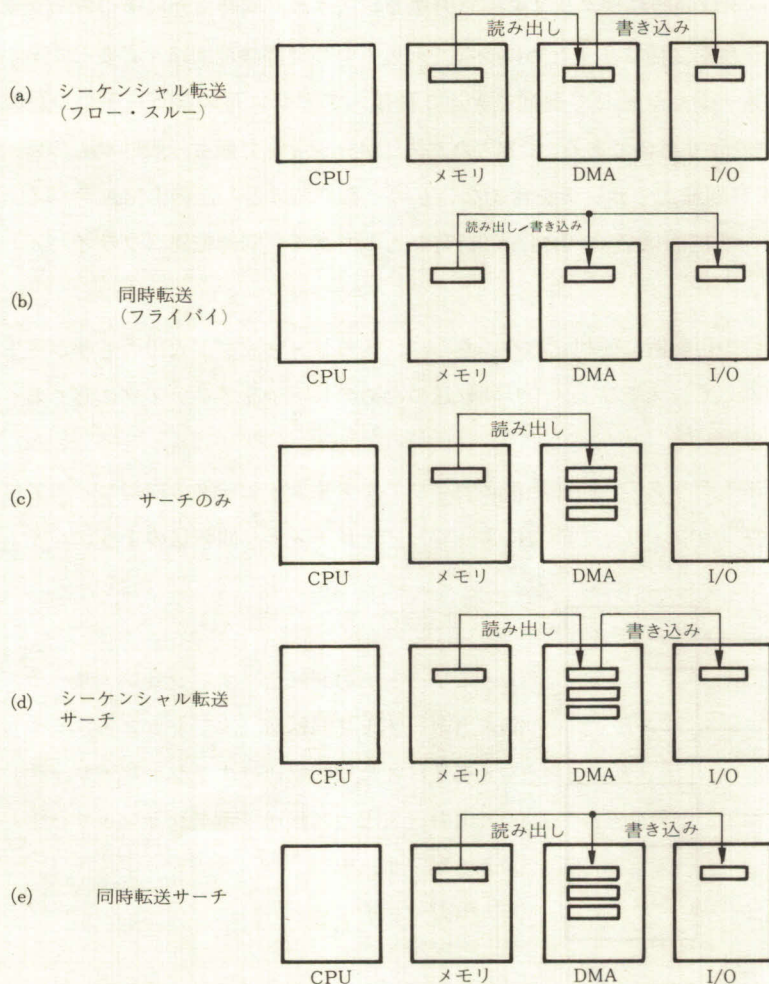 読み出し 書き込み
(a) シーケンシャル転送
(フロー・スルー)
CPU メモリ DMA I/O
読み出し/書き込み
(b) 同時転送
(フライバイ)
CPU メモリ DMA I/O
読み出し
(c) サーチのみ
CPU メモリ DMA I/O
読み出し 書き込み
(d) シーケンシャル転送
サーチ
CPU メモリ DMA I/O
読み出し 書き込み
(e) 同時転送サーチ
CPU メモリ DMA I/O